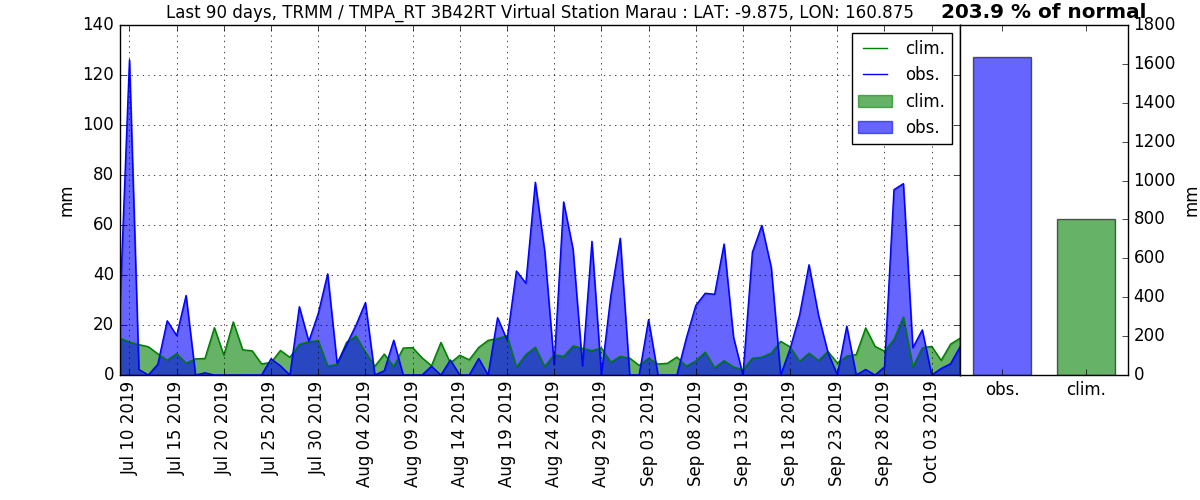 Last 90 days, TRMM / TMPA_RT 3B42RT Virtual Station Marau : LAT: -9.875, LON: 160.875
203.9 % of normal
mm
140
120
100
80
60
40
20
0
clim.
obs.
clim.
obs.
Jul 10 2019
Jul 15 2019
Jul 20 2019
Jul 25 2019
Jul 30 2019
Aug 04 2019
Aug 09 2019
Aug 14 2019
Aug 19 2019
Aug 24 2019
Aug 29 2019
Sep 03 2019
Sep 08 2019
Sep 13 2019
Sep 18 2019
Sep 23 2019
Sep 28 2019
Oct 03 2019
1800
1600
1400
1200
1000
800
600
400
200
0
mm
obs.
clim.